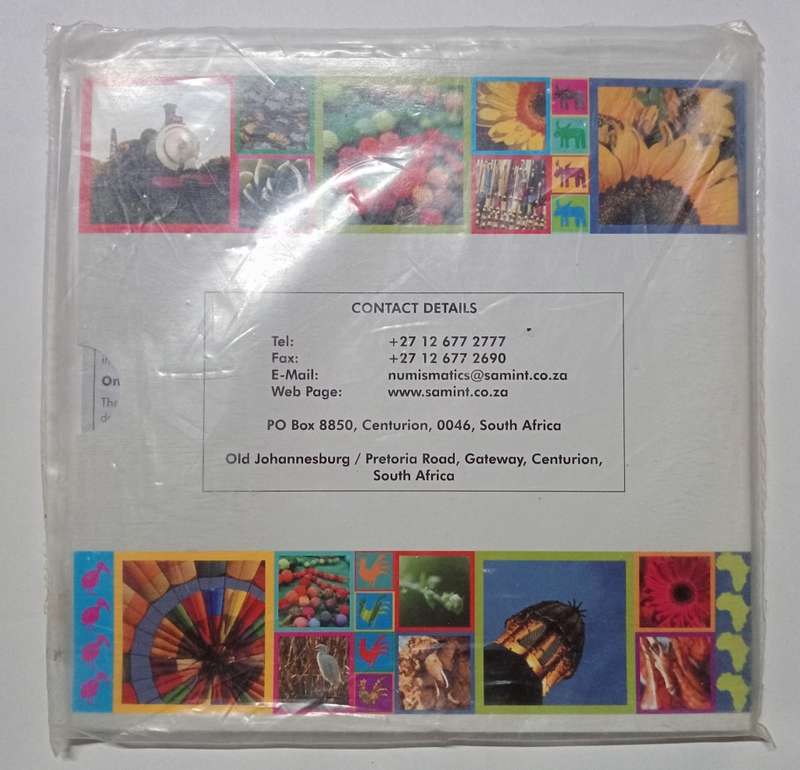 CONTACT DETAILS
Tel: +27 12 677 2777
Fax: +27 12 677 2690
E-Mail: numismatics@samint.co.za
Web Page: www.samint.co.za
PO Box 8850, Centurion, 0046, South Africa
Old Johannesburg / Pretoria Road, Gateway, Centurion,
South Africa
On